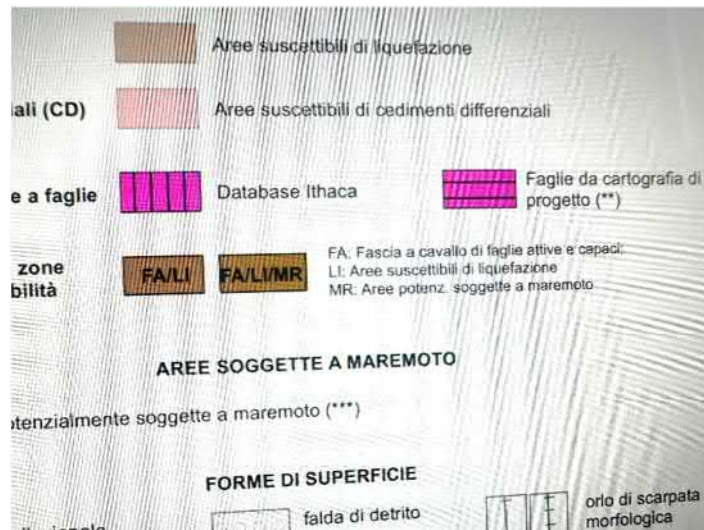 Aree suscettibili di liquefazione
ali (CD)
Aree suscettibili di cedimenti differenziali
e a faglie
Database Ithaca
Faglie da cartografia di
progetto (**)
zone
bilità
FA/LI
FA/LI/MR
FA: Fascia a cavallo di faglie attive e capaci;
LI: Aree suscettibili di liquefazione
MR: Aree potenz. soggette a maremoto
AREE SOGGETTE A MAREMOTO
otenzialmente soggette a maremoto (***)
FORME DI SUPERFICIE
falda di detrito
orlo di scarpata
morfologica